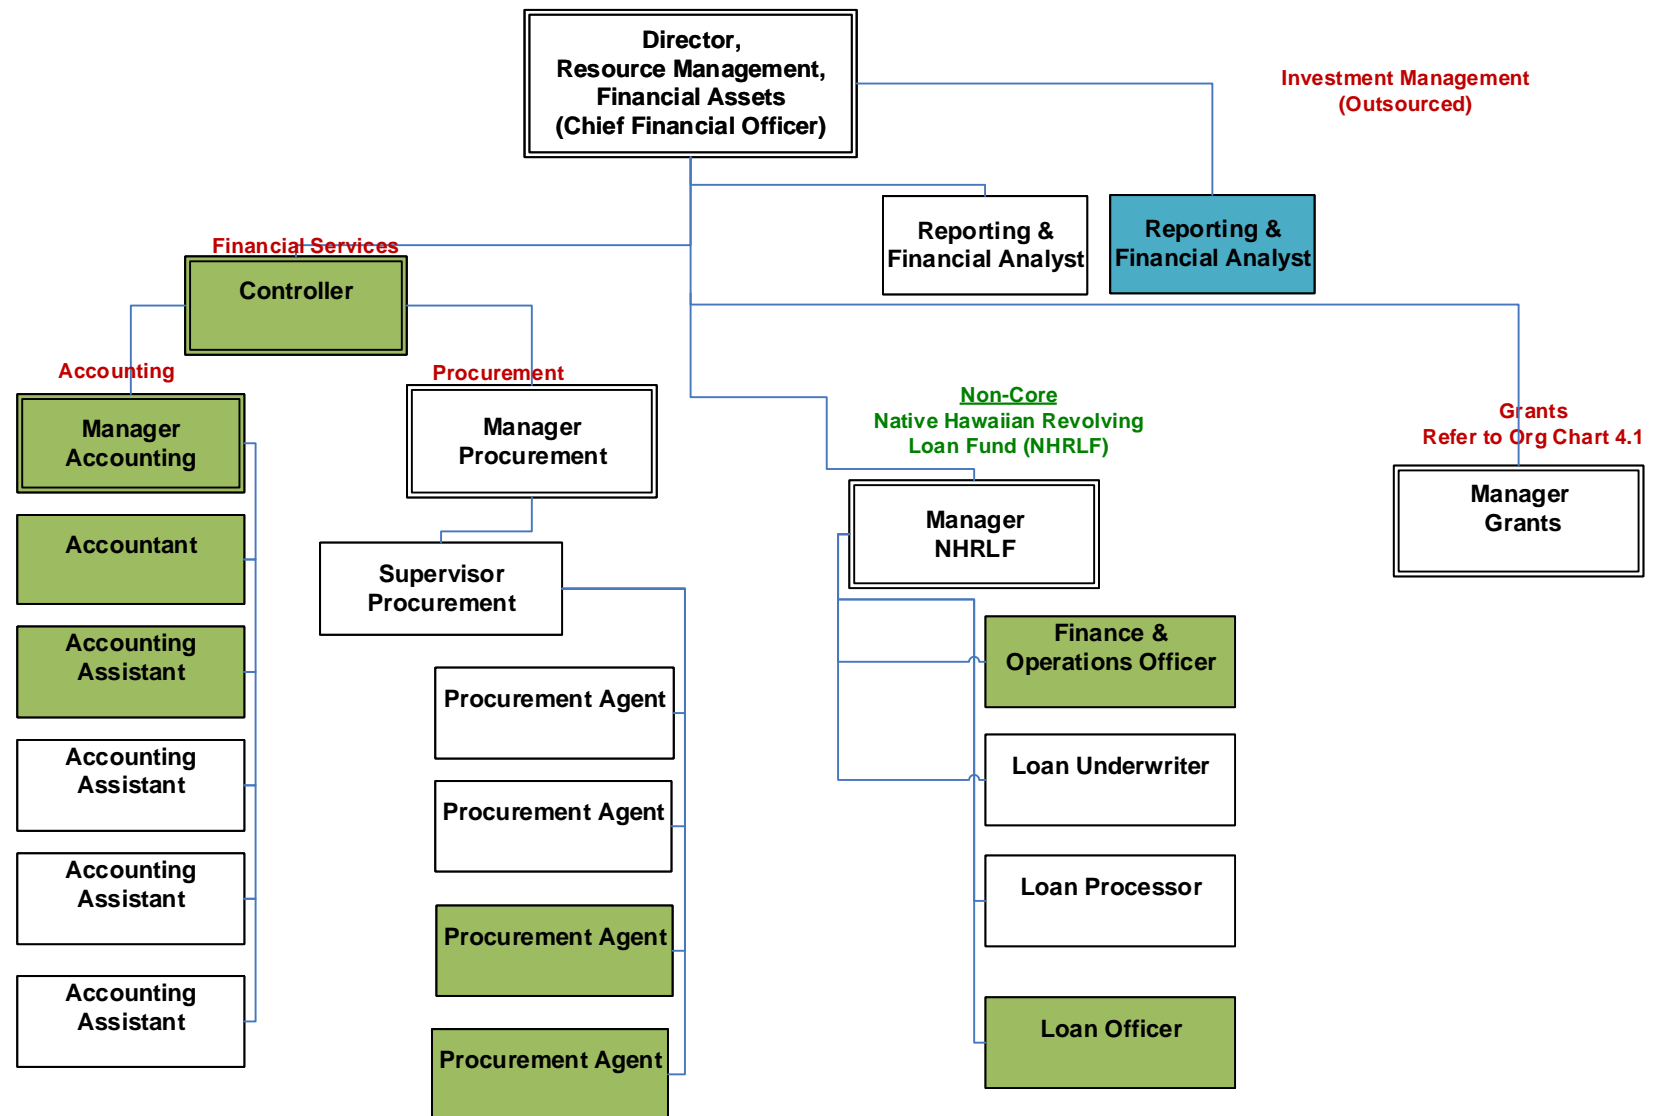 Director,
Resource Management,
Financial Assets
(Chief Financial Officer)
Investment Management
(Outsourced)
Reporting &
Financial Analyst
Reporting &
Financial Analyst
Financial Services
Controller
Accounting
Manager
Accounting
Accountant
Accounting
Assistant
Accounting
Assistant
Accounting
Assistant
Accounting
Assistant
Procurement
Manager
Procurement
Supervisor
Procurement
Procurement Agent
Procurement Agent
Procurement Agent
Procurement Agent
Non-Core
Native Hawaiian Revolving
Loan Fund (NHRLF)
Manager
NHRLF
Finance &
Operations Officer
Loan Underwriter
Loan Processor
Loan Officer
Grants
Refer to Org Chart 4.1
Manager
Grants